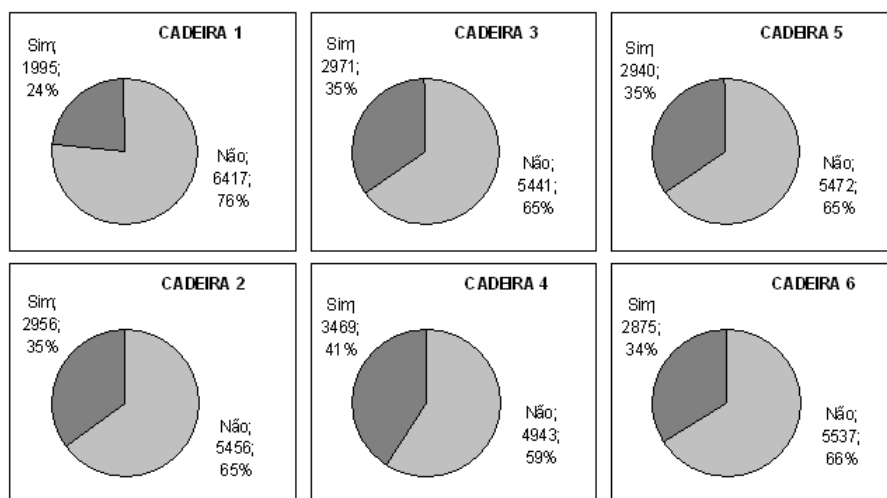 CADEIRA 1
Sim;
1995;
24%
Não;
6417;
76%
CADEIRA 3
Sim;
2971;
35%
Não;
5441;
65%
CADEIRA 5
Sim;
2940;
35%
Não;
5472;
65%
CADEIRA 2
Sim;
2956;
35%
Não;
5456;
65%
CADEIRA 4
Sim;
3469;
41%
Não;
4943;
59%
CADEIRA 6
Sim;
2875;
34%
Não;
5537;
66%